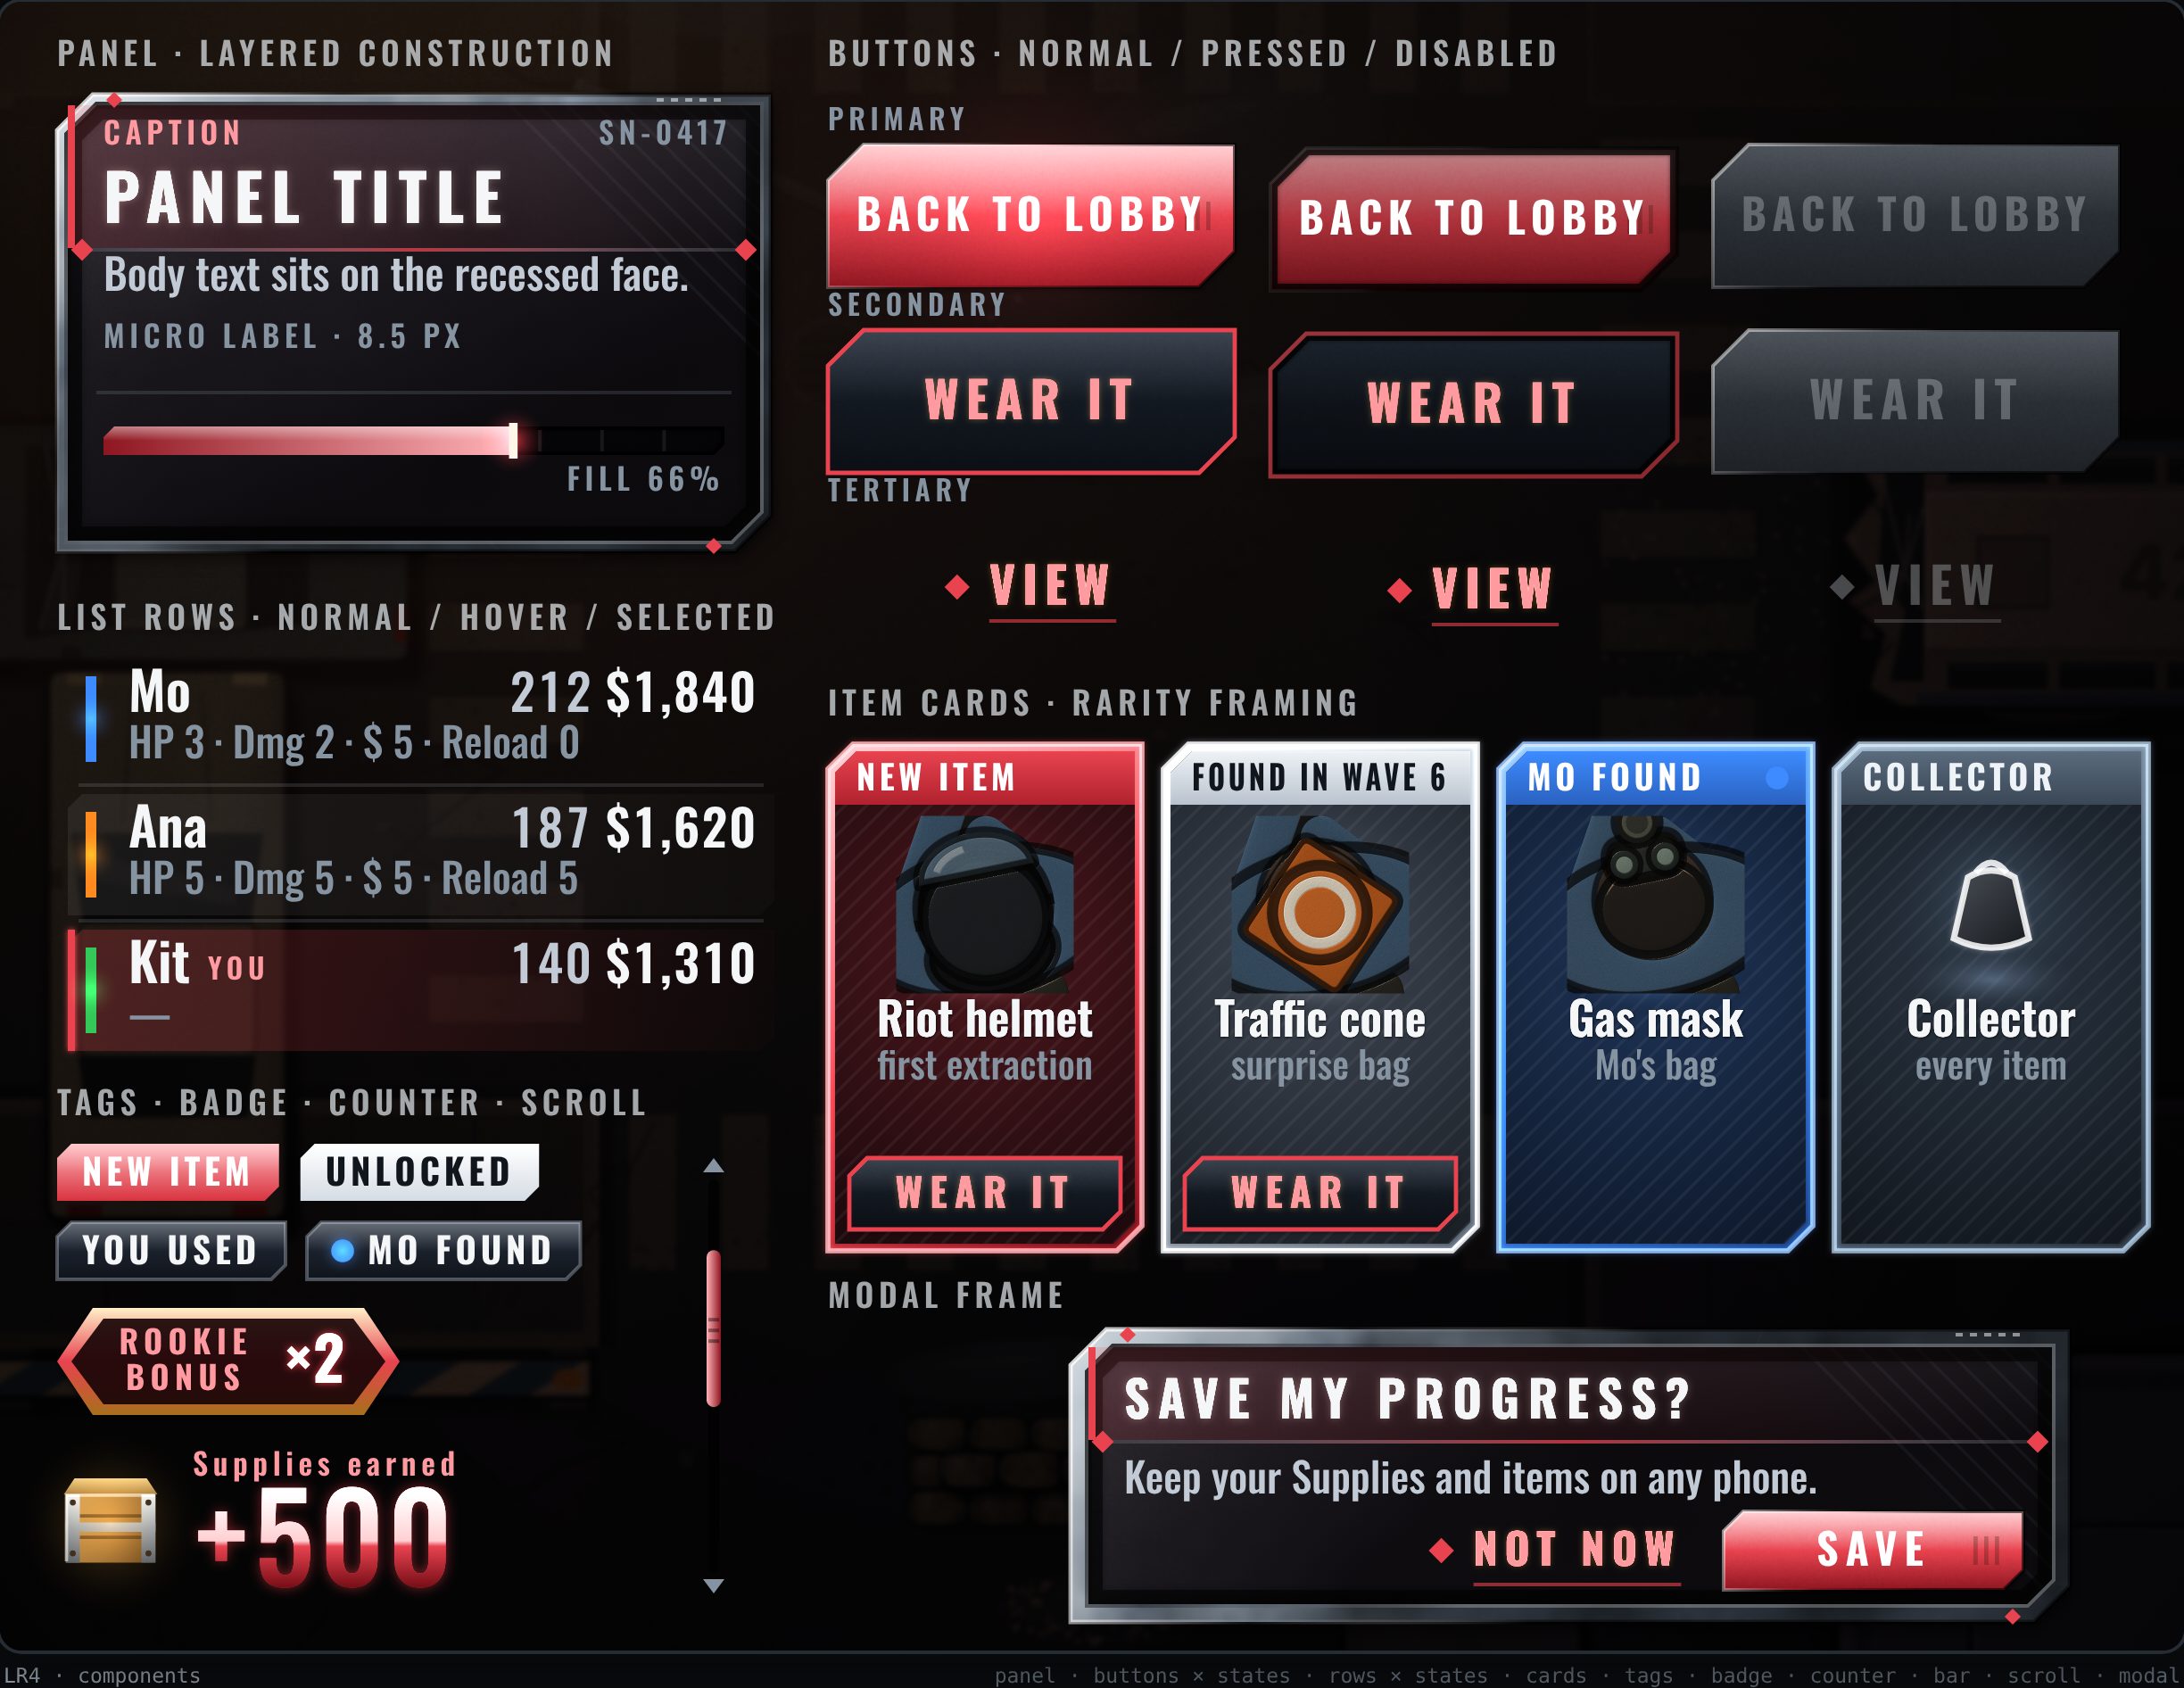 PANEL · LAYERED CONSTRUCTION
CAPTION
SN-0417
PANEL TITLE
Body text sits on the recessed face.
MICRO LABEL · 8.5 PX
FILL 66%
LIST ROWS · NORMAL / HOVER / SELECTED
Mo 212 $1,840
HP 3 · Dmg 2 · $ 5 · Reload 0
Ana 187 $1,620
HP 5 · Dmg 5 · $ 5 · Reload 5
Kit YOU 140 $1,310
—
TAGS · BADGE · COUNTER · SCROLL
NEW ITEM
UNLOCKED
YOU USED
MO FOUND
ROOKIE
BONUS
×2
Supplies earned
+500
BUTTONS · NORMAL / PRESSED / DISABLED
PRIMARY
BACK TO LOBBY
BACK TO LOBBY
BACK TO LOBBY
SECONDARY
WEAR IT
WEAR IT
WEAR IT
TERTIARY
VIEW
VIEW
VIEW
ITEM CARDS · RARITY FRAMING
NEW ITEM
Riot helmet
first extraction
WEAR IT
FOUND IN WAVE 6
Traffic cone
surprise bag
WEAR IT
MO FOUND
Gas mask
Mo's bag
COLLECTOR
Collector
every item
MODAL FRAME
SAVE MY PROGRESS?
Keep your Supplies and items on any phone.
NOT NOW
SAVE
LR4 · components
panel · buttons × states · rows × states · cards · tags · badge · counter · bar · scroll · modal